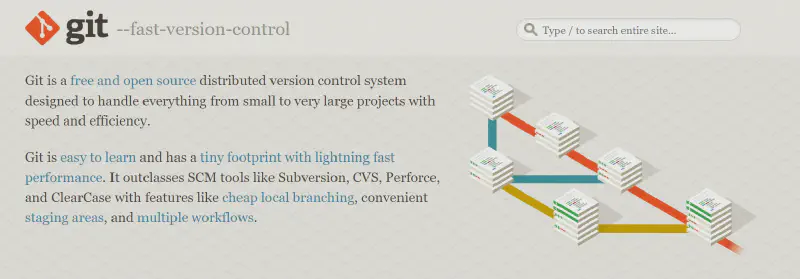 git --fast-version-control
Type / to search entire site...
Git is a free and open source distributed version control system
designed to handle everything from small to very large projects with
speed and efficiency.
Git is easy to learn and has a tiny footprint with lightning fast
performance. It outclasses SCM tools like Subversion, CVS, Perforce,
and ClearCase with features like cheap local branching, convenient
staging areas, and multiple workflows.